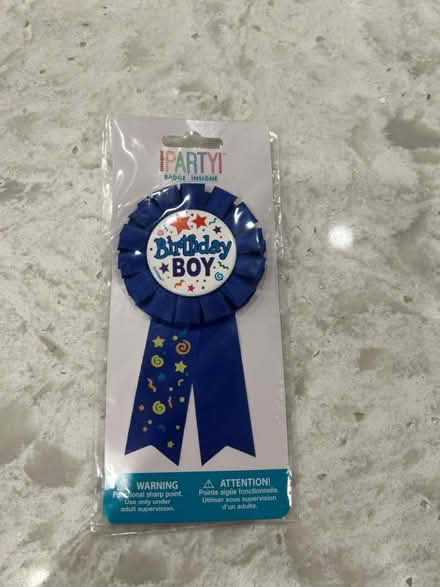 unique
PARTY!
BADGE INSIGNE
Birthday
BOY
WARNING
Functional sharp point.
Use only under
adult supervision.
ATTENTION!
Pointe aigüe fonctionnelle.
Utiliser sous supervision
d'un adulte.